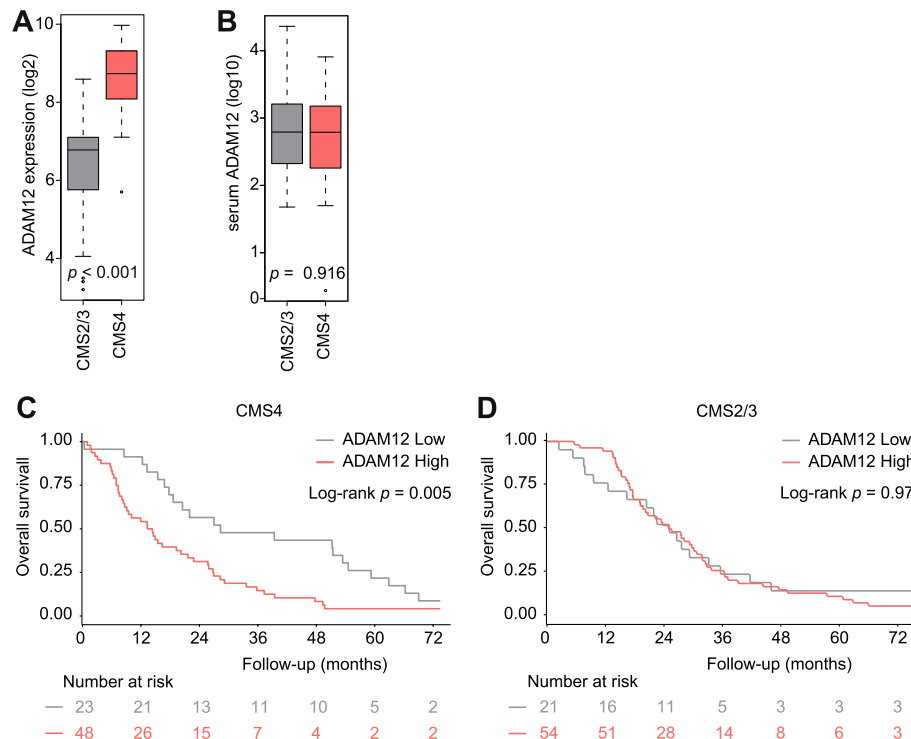 A
ADAM12 expression (log2)
10
8
6
4
p < 0.001
CMS2/3
CMS4
B
serum ADAM12 (log10)
4
3
2
1
0
p = 0.916
CMS2/3
CMS4
C
CMS4
Overall survivall
1.00
0.75
0.50
0.25
0.00
ADAM12 Low
ADAM12 High
Log-rank p = 0.005
0 12 24 36 48 60 72
Follow-up (months)
Number at risk
23 21 13 11 10 5 2
48 26 15 7 4 2 2
D
CMS2/3
Overall survivall
1.00
0.75
0.50
0.25
0.00
ADAM12 Low
ADAM12 High
Log-rank p = 0.97
0 12 24 36 48 60 72
Follow-up (months)
Number at risk
21 16 11 5 3 3 3
54 51 28 14 8 6 3